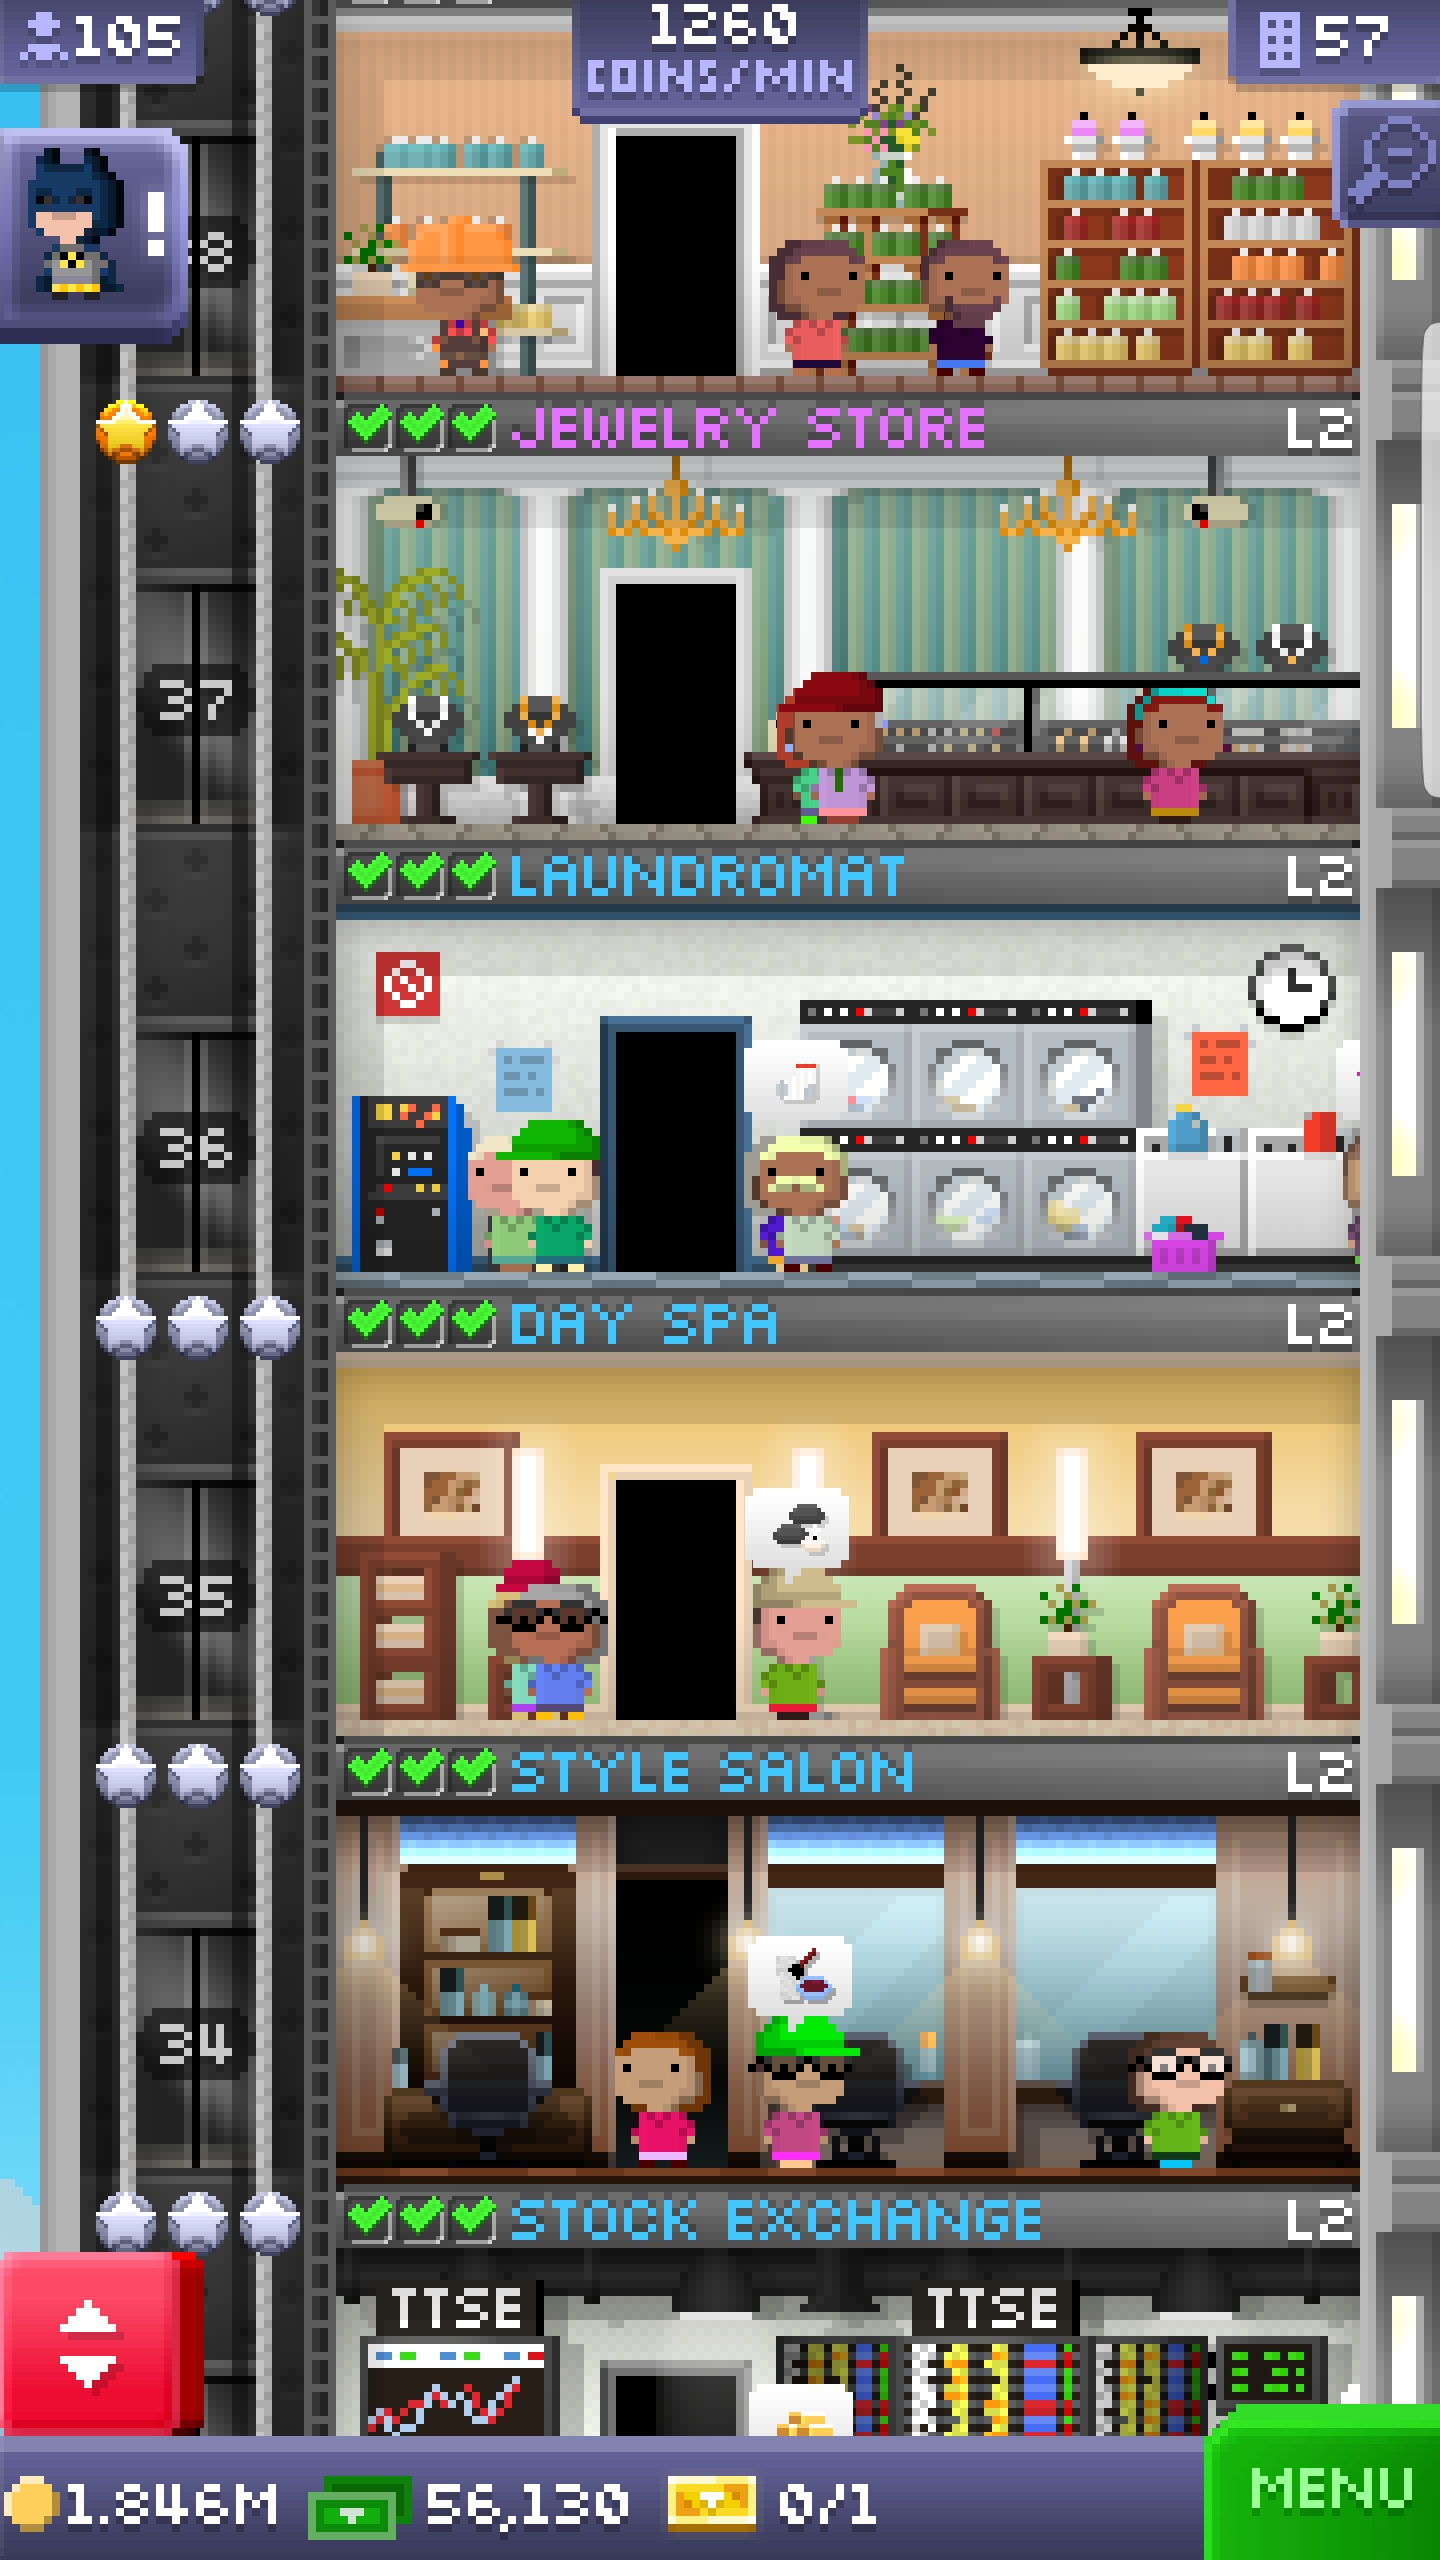 105
1260
COINS/MIN
57
!
8
JEWELRY STORE L2
37
LAUNDROMAT L2
36
DAY SPA L2
35
STYLE SALON L2
34
STOCK EXCHANGE L2
TTSE TTSE
1.846M 56,130 0/1
MENU